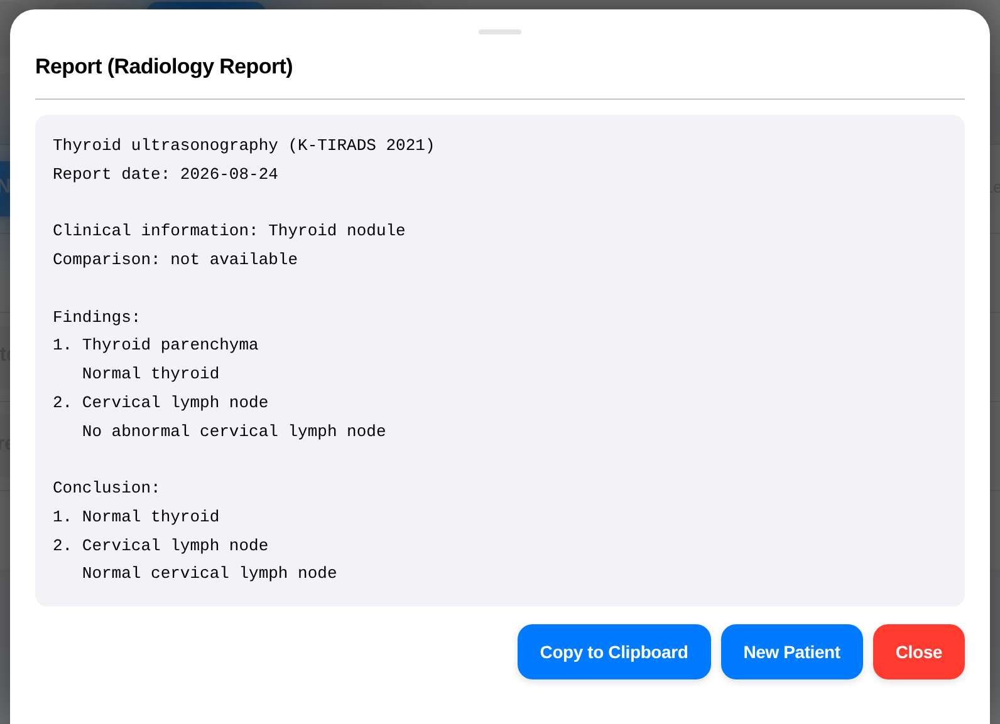 Report (Radiology Report)
Thyroid ultrasonography (K-TIRADS 2021)
Report date: 2026-08-24
Clinical information: Thyroid nodule
Comparison: not available
Findings:
1. Thyroid parenchyma
Normal thyroid
2. Cervical lymph node
No abnormal cervical lymph node
Conclusion:
1. Normal thyroid
2. Cervical lymph node
Normal cervical lymph node
Copy to Clipboard
New Patient
Close